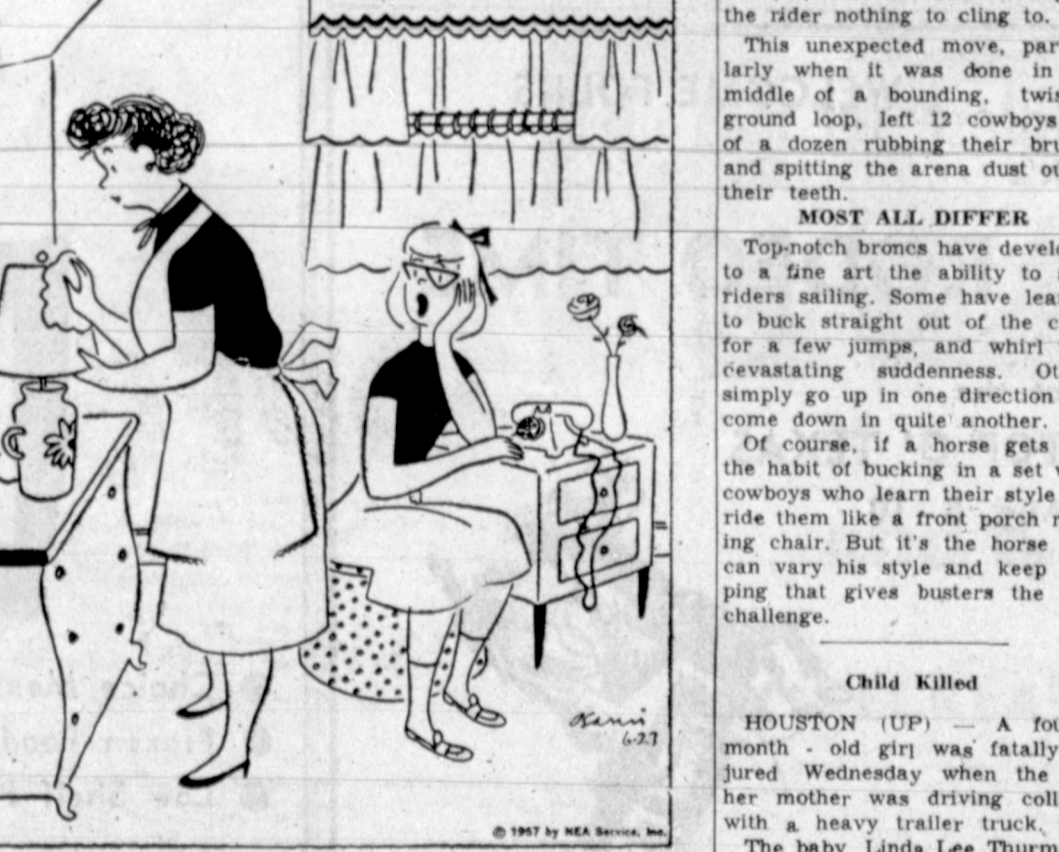 the rider nothing to cling to.
This unexpected move, par
larly when it was done in
middle of a bounding, twis
ground loop, left 12 cowboys
of a dozen rubbing their bru
and spitting the arena dust ou
their teeth.
MOST ALL DIFFER
Top-notch broncs have develo
to a fine art the ability to
riders sailing. Some have lea
to buck straight out of the c
for a few jumps, and whirl
devastating suddenness. Ot
simply go up in one direction
come down in quite another.
Of course, if a horse gets
the habit of bucking in a set
cowboys who learn their style
ride them like a front porch r
ing chair. But it's the horse
can vary his style and keep
ping that gives busters the
challenge.
Child Killed
HOUSTON (UP) — A fou
month - old girl was fatally
jured Wednesday when the
her mother was driving coll
with a heavy trailer truck.
The baby, Linda Lee Thurm
6-27
© 1957 by NEA Service, Inc.